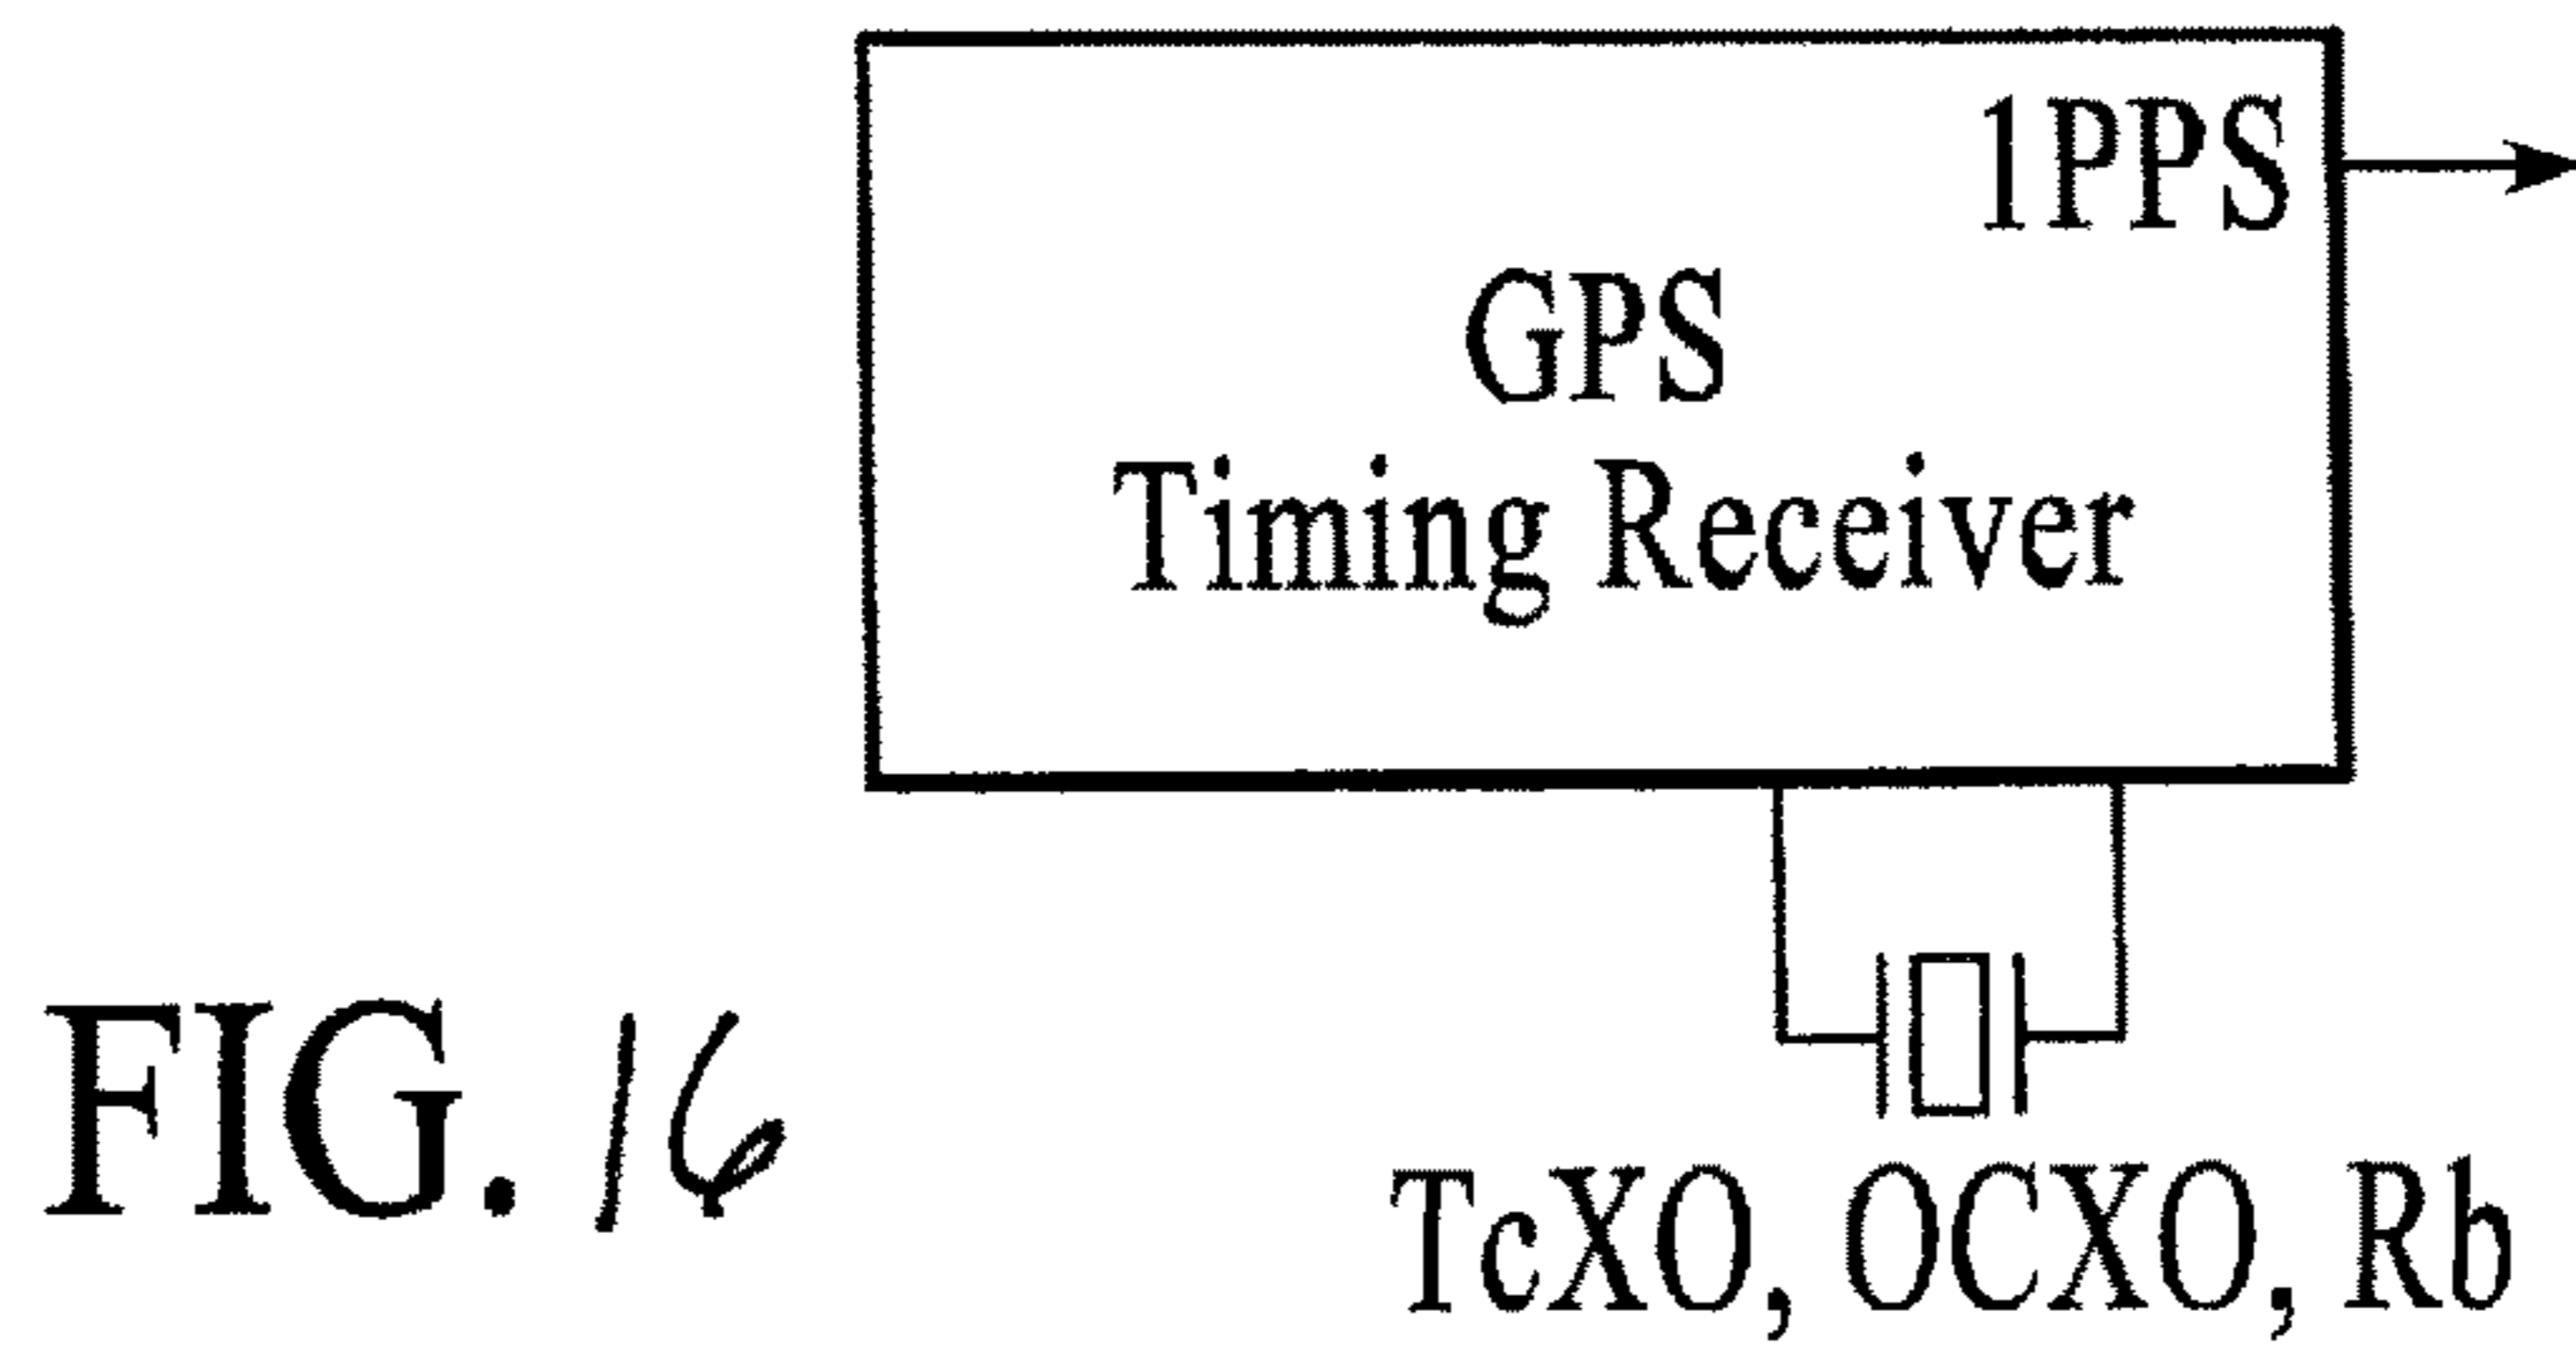 1PPS
GPS
Timing Receiver
FIG. 16
TcXO, OCXO, Rb